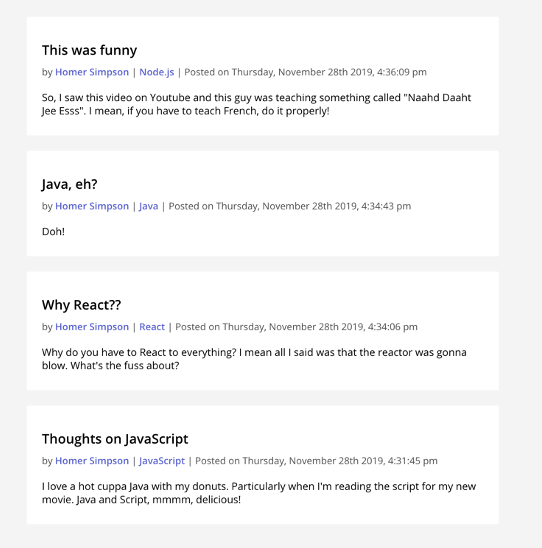 This was funny
by Homer Simpson | Node.js | Posted on Thursday, November 28th 2019, 4:36:09 pm
So, I saw this video on Youtube and this guy was teaching something called "Naahd Daaht
Jee Esss". I mean, if you have to teach French, do it properly!
Java, eh?
by Homer Simpson | Java | Posted on Thursday, November 28th 2019, 4:34:43 pm
Doh!
Why React??
by Homer Simpson | React | Posted on Thursday, November 28th 2019, 4:34:06 pm
Why do you have to React to everything? I mean all I said was that the reactor was gonna
blow. What's the fuss about?
Thoughts on JavaScript
by Homer Simpson | JavaScript | Posted on Thursday, November 28th 2019, 4:31:45 pm
I love a hot cuppa Java with my donuts. Particularly when I'm reading the script for my new
movie. Java and Script, mmmm, delicious!